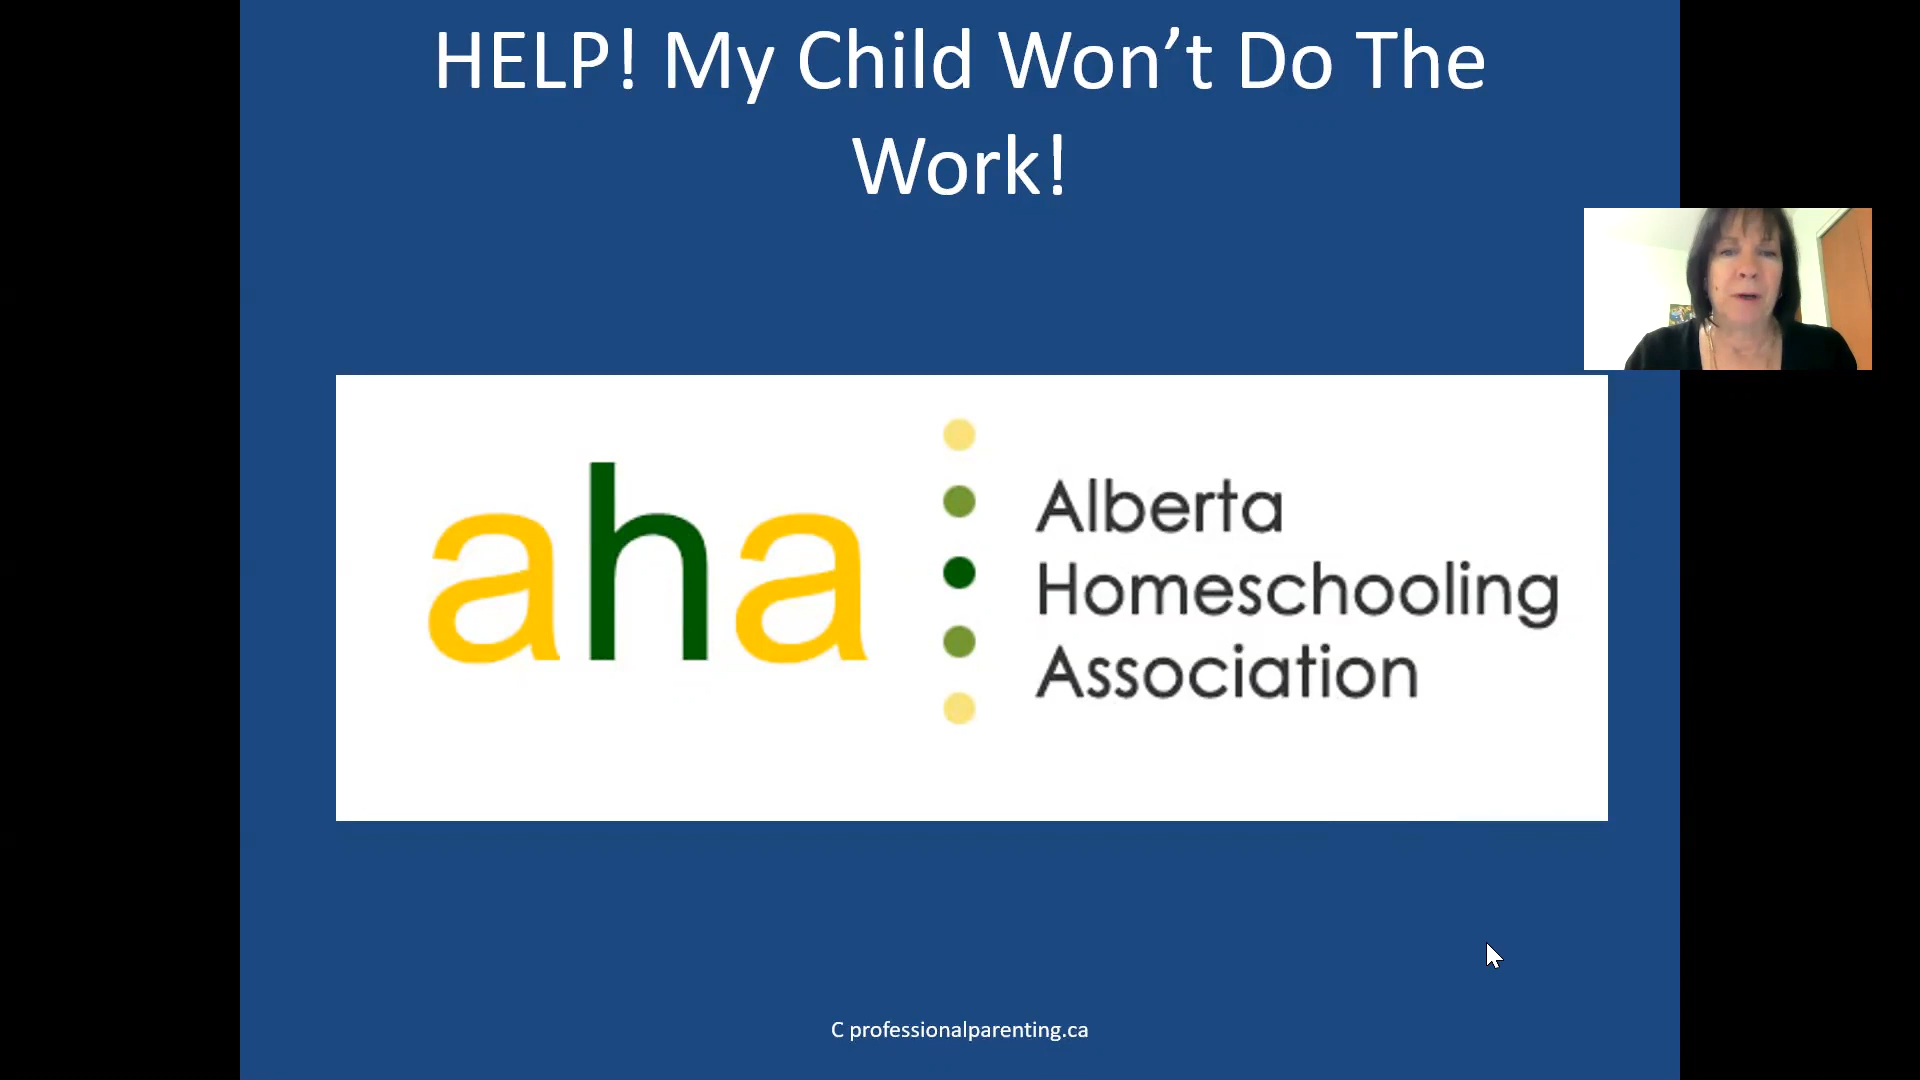 HELP! My Child Won’t Do The
Work!
aha
Alberta
Homeschooling
Association
C professionalparenting.ca